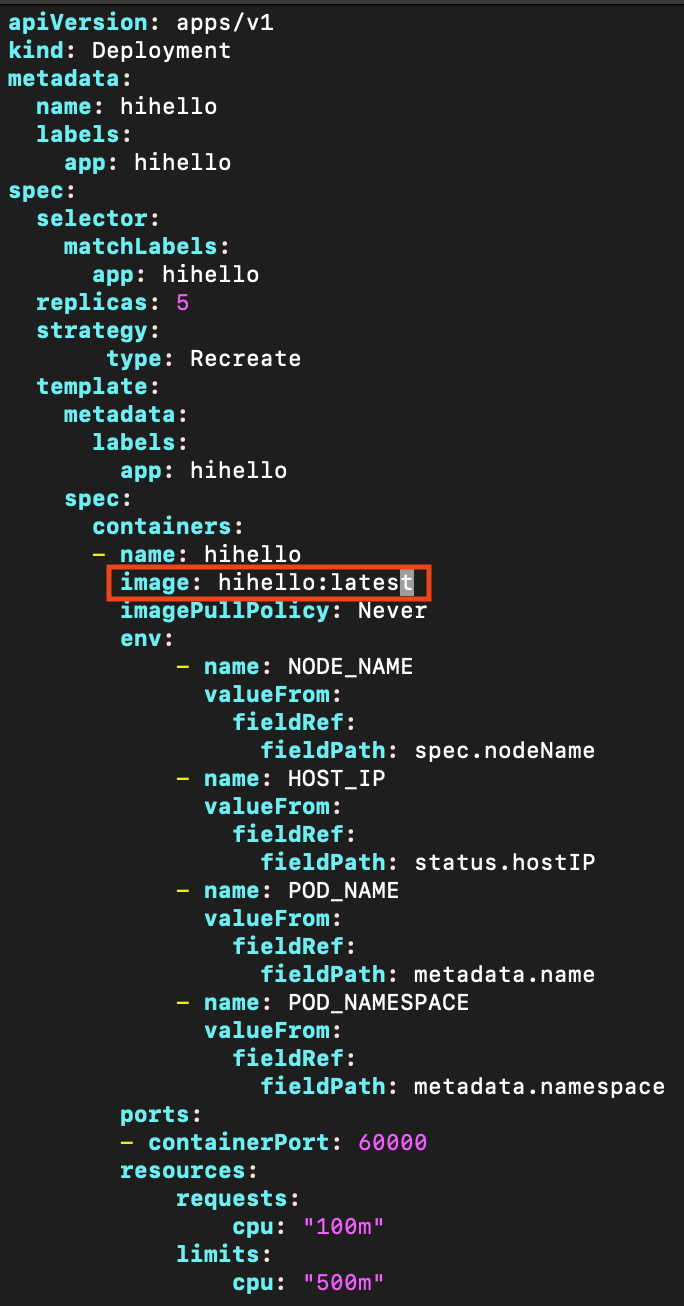 apiVersion: apps/v1
kind: Deployment
metadata:
  name: hihello
  labels:
    app: hihello
spec:
  selector:
    matchLabels:
      app: hihello
  replicas: 5
  strategy:
       type: Recreate
  template:
    metadata:
      labels:
        app: hihello
    spec:
      containers:
      - name: hihello
        image: hihello:latest
        imagePullPolicy: Never
        env:
            - name: NODE_NAME
              valueFrom:
                fieldRef:
                  fieldPath: spec.nodeName
            - name: HOST_IP
              valueFrom:
                fieldRef:
                  fieldPath: status.hostIP
            - name: POD_NAME
              valueFrom:
                fieldRef:
                  fieldPath: metadata.name
            - name: POD_NAMESPACE
              valueFrom:
                fieldRef:
                  fieldPath: metadata.namespace
        ports:
        - containerPort: 60000
        resources:
            requests:
                cpu: "100m"
            limits:
                cpu: "500m"